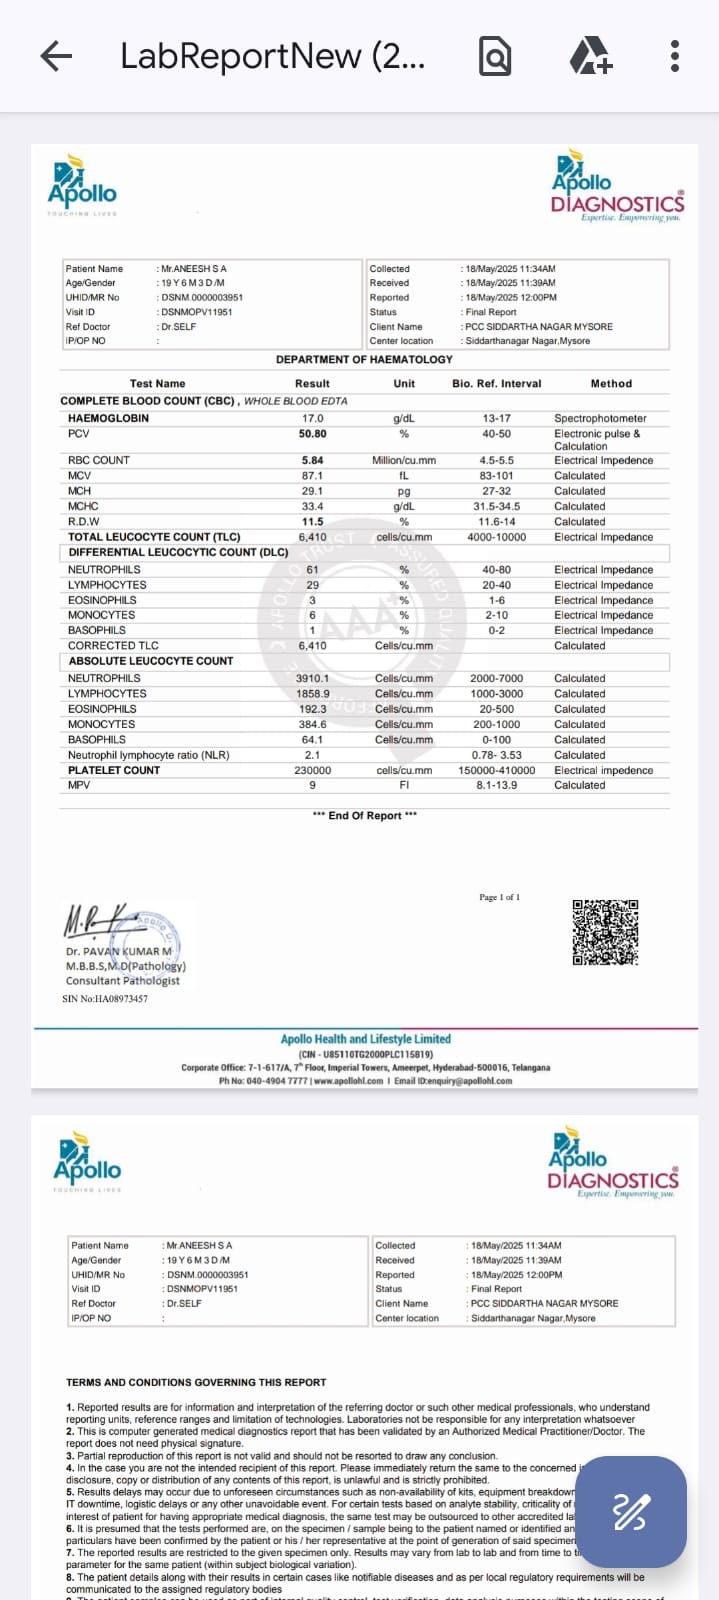 LabReportNew (2...
Apollo
TOUCHING LIVES
Apollo
DIAGNOSTICS
Expertise. Empowering you.
Patient Name : Mr.ANEESH S A Collected : 18/May/2025 11:34AM
Age/Gender : 19 Y 6 M 3 D /M Received : 18/May/2025 11:39AM
UHID/MR No : DSNM.0000003951 Reported : 18/May/2025 12:00PM
Visit ID : DSNMOPV11951 Status : Final Report
Ref Doctor : Dr.SELF Client Name : PCC SIDDARTHA NAGAR MYSORE
IP/OP NO : Center location : Siddarthanagar Nagar,Mysore
DEPARTMENT OF HAEMATOLOGY
Test Name Result Unit Bio. Ref. Interval Method
COMPLETE BLOOD COUNT (CBC) , WHOLE BLOOD EDTA
HAEMOGLOBIN 17.0 g/dL 13-17 Spectrophotometer
PCV 50.80 % 40-50 Electronic pulse &
Calculation
RBC COUNT 5.84 Million/cu.mm 4.5-5.5 Electrical Impedence
MCV 87.1 fL 83-101 Calculated
MCH 29.1 pg 27-32 Calculated
MCHC 33.4 g/dL 31.5-34.5 Calculated
R.D.W 11.5 % 11.6-14 Calculated
TOTAL LEUCOCYTE COUNT (TLC) 6,410 cells/cu.mm 4000-10000 Electrical Impedance
DIFFERENTIAL LEUCOCYTIC COUNT (DLC)
NEUTROPHILS 61 % 40-80 Electrical Impedance
LYMPHOCYTES 29 % 20-40 Electrical Impedance
EOSINOPHILS 3 % 1-6 Electrical Impedance
MONOCYTES 6 % 2-10 Electrical Impedance
BASOPHILS 1 % 0-2 Electrical Impedance
CORRECTED TLC 6,410 Cells/cu.mm Calculated
ABSOLUTE LEUCOCYTE COUNT
NEUTROPHILS 3910.1 Cells/cu.mm 2000-7000 Calculated
LYMPHOCYTES 1858.9 Cells/cu.mm 1000-3000 Calculated
EOSINOPHILS 192.3 Cells/cu.mm 20-500 Calculated
MONOCYTES 384.6 Cells/cu.mm 200-1000 Calculated
BASOPHILS 64.1 Cells/cu.mm 0-100 Calculated
Neutrophil lymphocyte ratio (NLR) 2.1 0.78- 3.53 Calculated
PLATELET COUNT 230000 cells/cu.mm 150000-410000 Electrical impedence
MPV 9 Fl 8.1-13.9 Calculated
*** End Of Report ***
Page 1 of 1
Dr. PAVAN KUMAR M
M.B.B.S,M.D(Pathology)
Consultant Pathologist
SIN No:HA08973457
Apollo Health and Lifestyle Limited
(CIN - U85110TG2000PLC115819)
Corporate Office: 7-1-617/A, 7th Floor, Imperial Towers, Ameerpet, Hyderabad-500016, Telangana
Ph No: 040-4904 7777 | www.apollohl.com | Email ID:enquiry@apollohl.com
Apollo
TOUCHING LIVES
Apollo
DIAGNOSTICS
Expertise. Empowering you.
Patient Name : Mr.ANEESH S A Collected : 18/May/2025 11:34AM
Age/Gender : 19 Y 6 M 3 D /M Received : 18/May/2025 11:39AM
UHID/MR No : DSNM.0000003951 Reported : 18/May/2025 12:00PM
Visit ID : DSNMOPV11951 Status : Final Report
Ref Doctor : Dr.SELF Client Name : PCC SIDDARTHA NAGAR MYSORE
IP/OP NO : Center location : Siddarthanagar Nagar,Mysore
TERMS AND CONDITIONS GOVERNING THIS REPORT
1. Reported results are for information and interpretation of the referring doctor or such other medical professionals, who understand
reporting units, reference ranges and limitation of technologies. Laboratories not be responsible for any interpretation whatsoever
2. This is computer generated medical diagnostics report that has been validated by an Authorized Medical Practitioner/Doctor. The
report does not need physical signature.
3. Partial reproduction of this report is not valid and should not be resorted to draw any conclusion.
4. In the case you are not the intended recipient of this report. Please immediately return the same to the concerned
disclosure, copy or distribution of any contents of this report, is unlawful and is strictly prohibited.
5. Results delays may occur due to unforeseen circumstances such as non-availability of kits, equipment breakdown
IT downtime, logistic delays or any other unavoidable event. For certain tests based on analyte stability, criticality of
interest of patient for having appropriate medical diagnosis, the same test may be outsourced to other accredited
6. It is presumed that the tests performed are, on the specimen / sample being to the patient named or identified
particulars have been confirmed by the patient or his / her representative at the point of generation of said specimen
7. The reported results are restricted to the given specimen only. Results may vary from lab to lab and from time to
parameter for the same patient (within subject biological variation).
8. The patient details along with their results in certain cases like notifiable diseases and as per local regulatory requirements will be
communicated to the assigned regulatory bodies